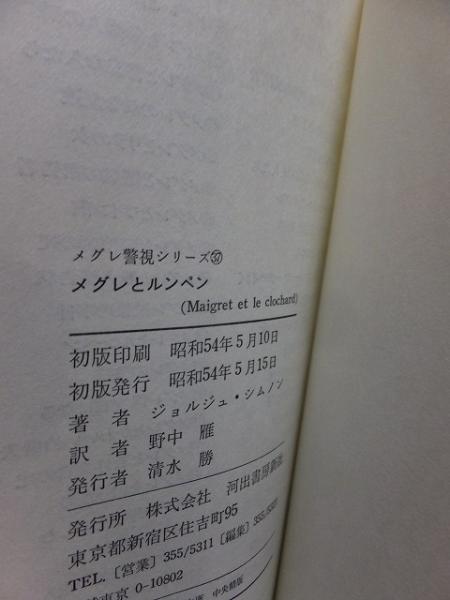 メグレ警視シリーズ㊲
メグレとルンペン
(Maigret et le clochard)
初版印刷 昭和54年5月10日
初版発行 昭和54年5月15日
著者 ジョルジュ・シムノン
訳者 野中 雁
発行者 清水 勝
発行所 株式会社 河出書房新社
東京都新宿区住吉町95
TEL.〔営業〕355/5311〔編集〕355/5321
東京 0-10802